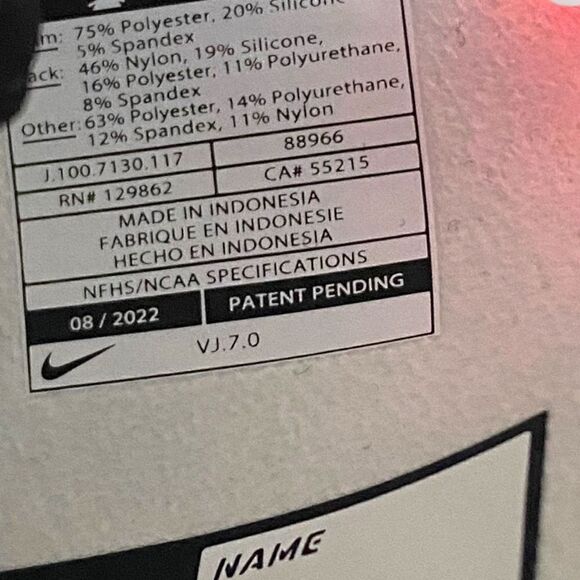 75% Polyester, 20% Silicone
5% Spandex
46% Nylon, 19% Silicone,
16% Polyester, 11% Polyurethane,
8% Spandex
Other: 63% Polyester, 14% Polyurethane,
12% Spandex, 11% Nylon
J.100.7130.117
88966
RN# 129862
CA# 55215
MADE IN INDONESIA
FABRIQUE EN INDONESIE
HECHO EN INDONESIA
NFHS/NCAA SPECIFICATIONS
08 / 2022
PATENT PENDING
VJ.7.0
NAME